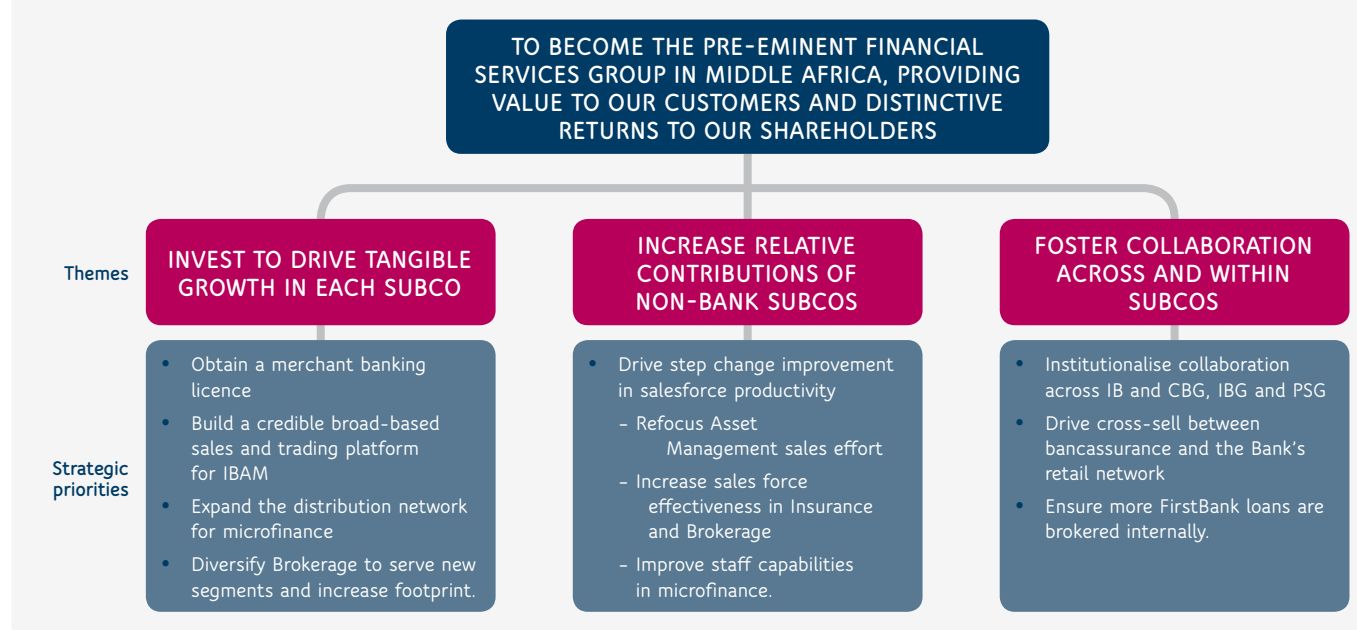 TO BECOME THE PRE-EMINENT FINANCIAL
SERVICES GROUP IN MIDDLE AFRICA, PROVIDING
VALUE TO OUR CUSTOMERS AND DISTINCTIVE
RETURNS TO OUR SHAREHOLDERS
Themes
INVEST TO DRIVE TANGIBLE
GROWTH IN EACH SUBCO
INCREASE RELATIVE
CONTRIBUTIONS OF
NON-BANK SUBCOS
FOSTER COLLABORATION
ACROSS AND WITHIN
SUBCOS
Strategic
priorities
• Obtain a merchant banking
licence
• Build a credible broad-based
sales and trading platform
for IBAM
• Expand the distribution network
for microfinance
• Diversify Brokerage to serve new
segments and increase footprint.
• Drive step change improvement
in salesforce productivity
– Refocus Asset
Management sales effort
– Increase sales force
effectiveness in Insurance
and Brokerage
– Improve staff capabilities
in microfinance.
• Institutionalise collaboration
across IB and CBG, IBG and PSG
• Drive cross-sell between
bancassurance and the Bank's
retail network
• Ensure more FirstBank loans are
brokered internally.